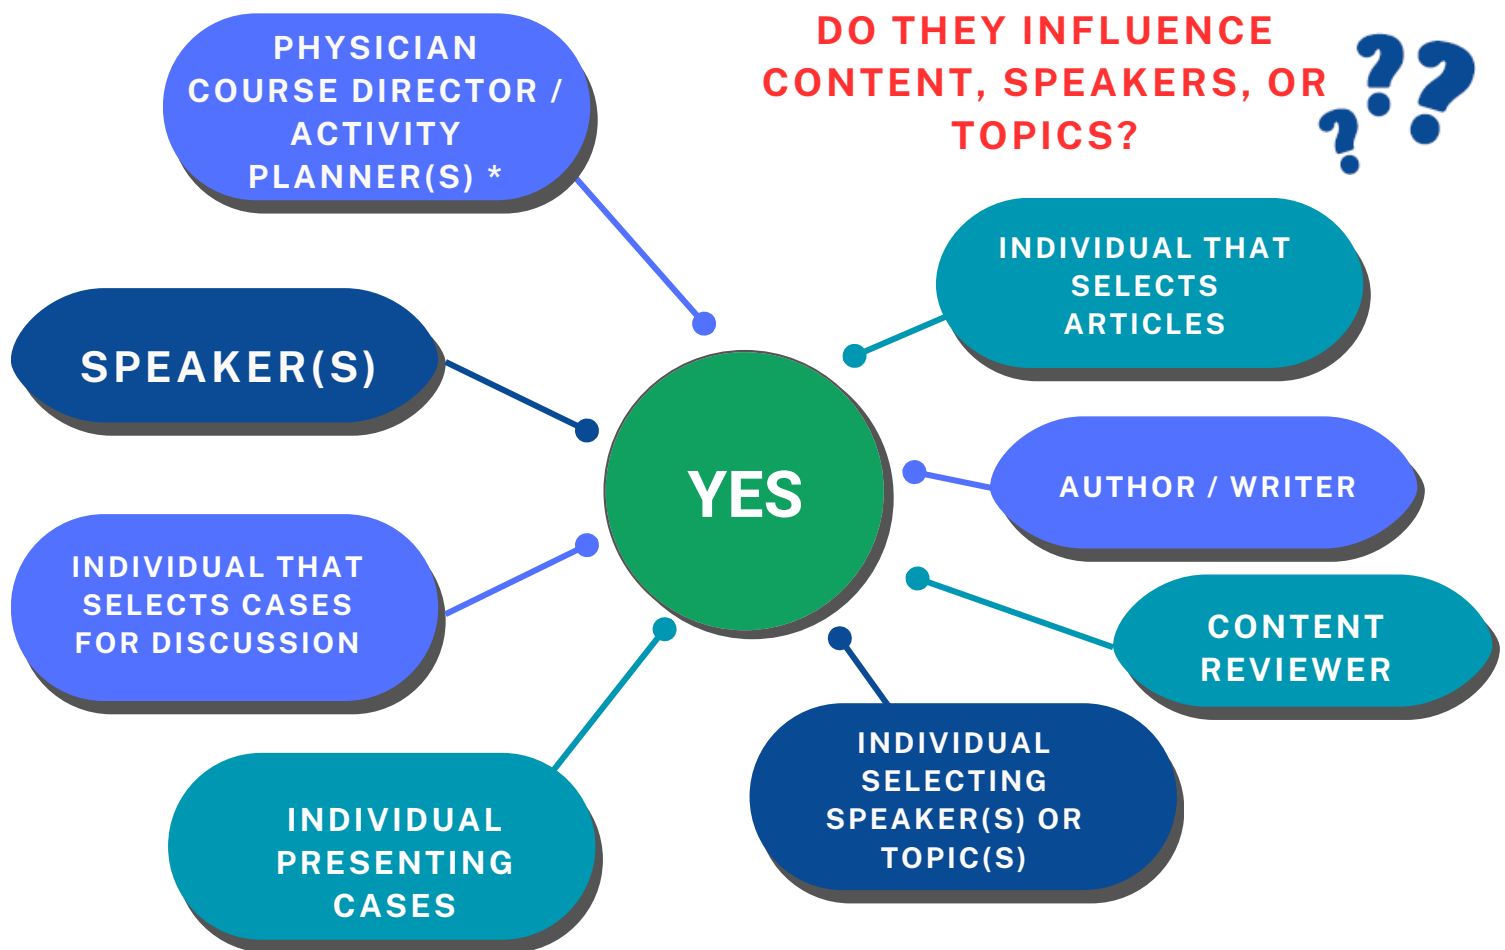 PHYSICIAN
COURSE DIRECTOR /
ACTIVITY
PLANNER(S) *
DO THEY INFLUENCE
CONTENT, SPEAKERS, OR
TOPICS?
???
INDIVIDUAL THAT
SELECTS
ARTICLES
SPEAKER(S)
YES
AUTHOR / WRITER
INDIVIDUAL THAT
SELECTS CASES
FOR DISCUSSION
CONTENT
REVIEWER
INDIVIDUAL
SELECTING
SPEAKER(S) OR
TOPIC(S)
INDIVIDUAL
PRESENTING
CASES